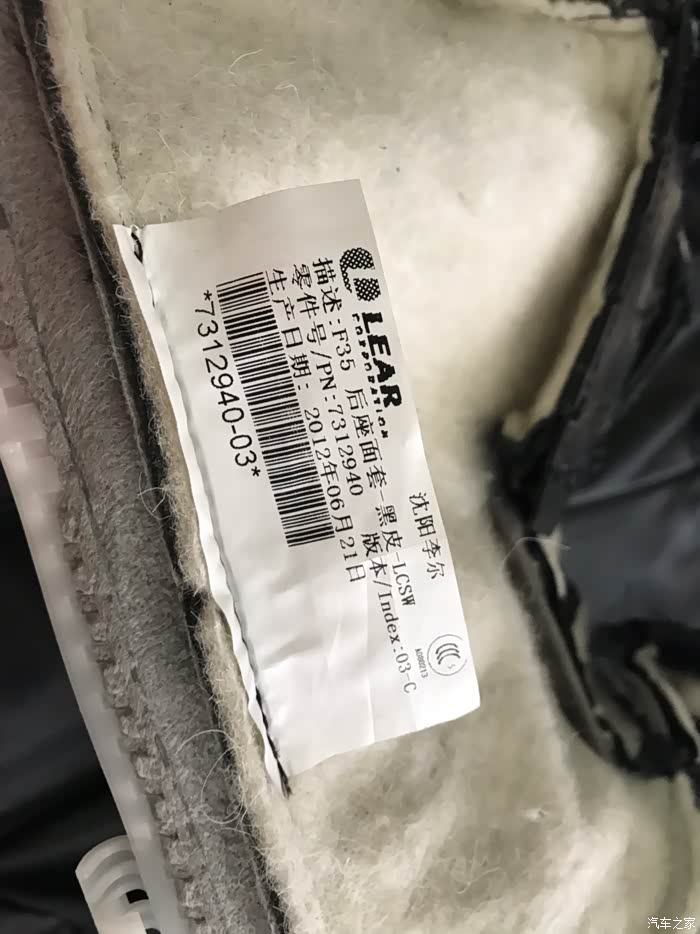 LEAR
CORPORATION
沈阳李尔
描述:F35 后座面套-黑皮-LCSW
零件号/PN:7312940 版本/Index:03-C
生产日期: 2012年06月21日
*7312940-03*
CCC S
A000213
汽车之家